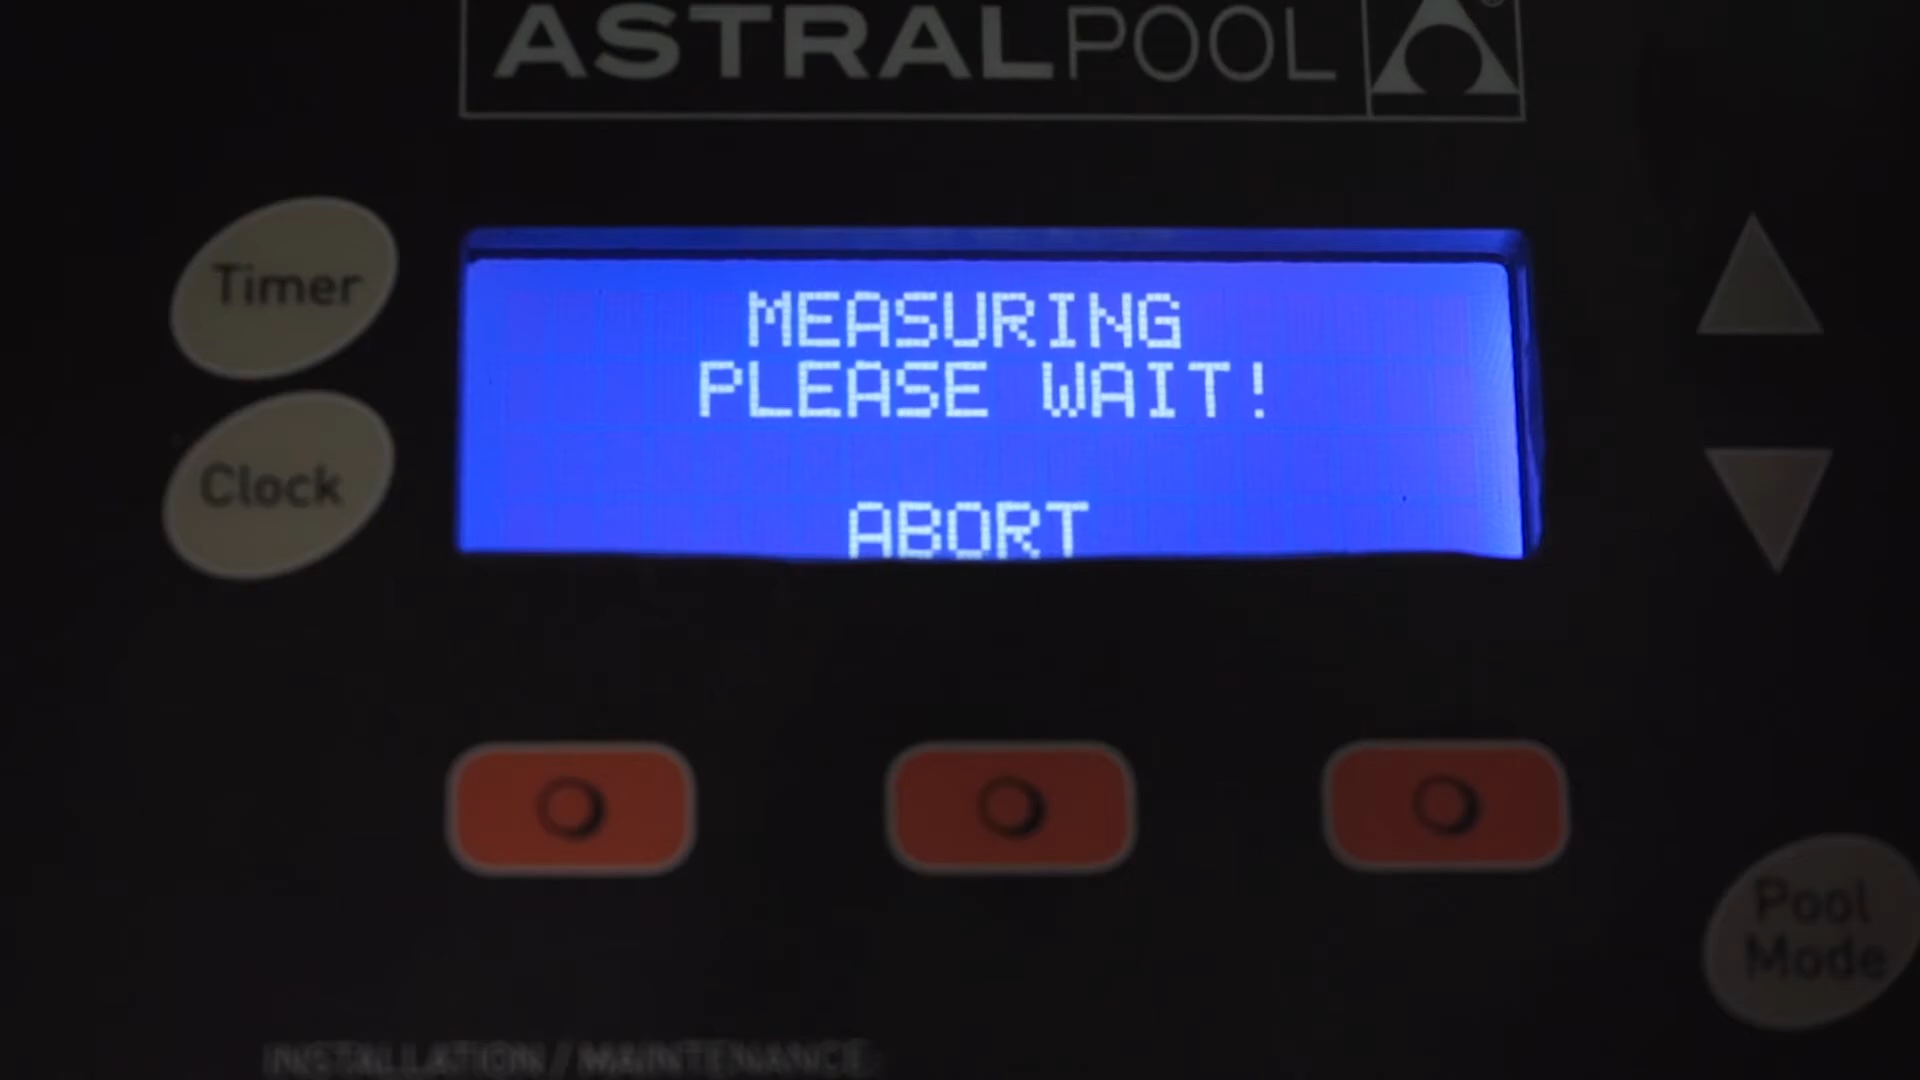 ASTRALPOOL
Timer
MEASURING
PLEASE WAIT!
Clock
ABORT
Pool
Mode
INSTALLATION / MAINTENANCE: